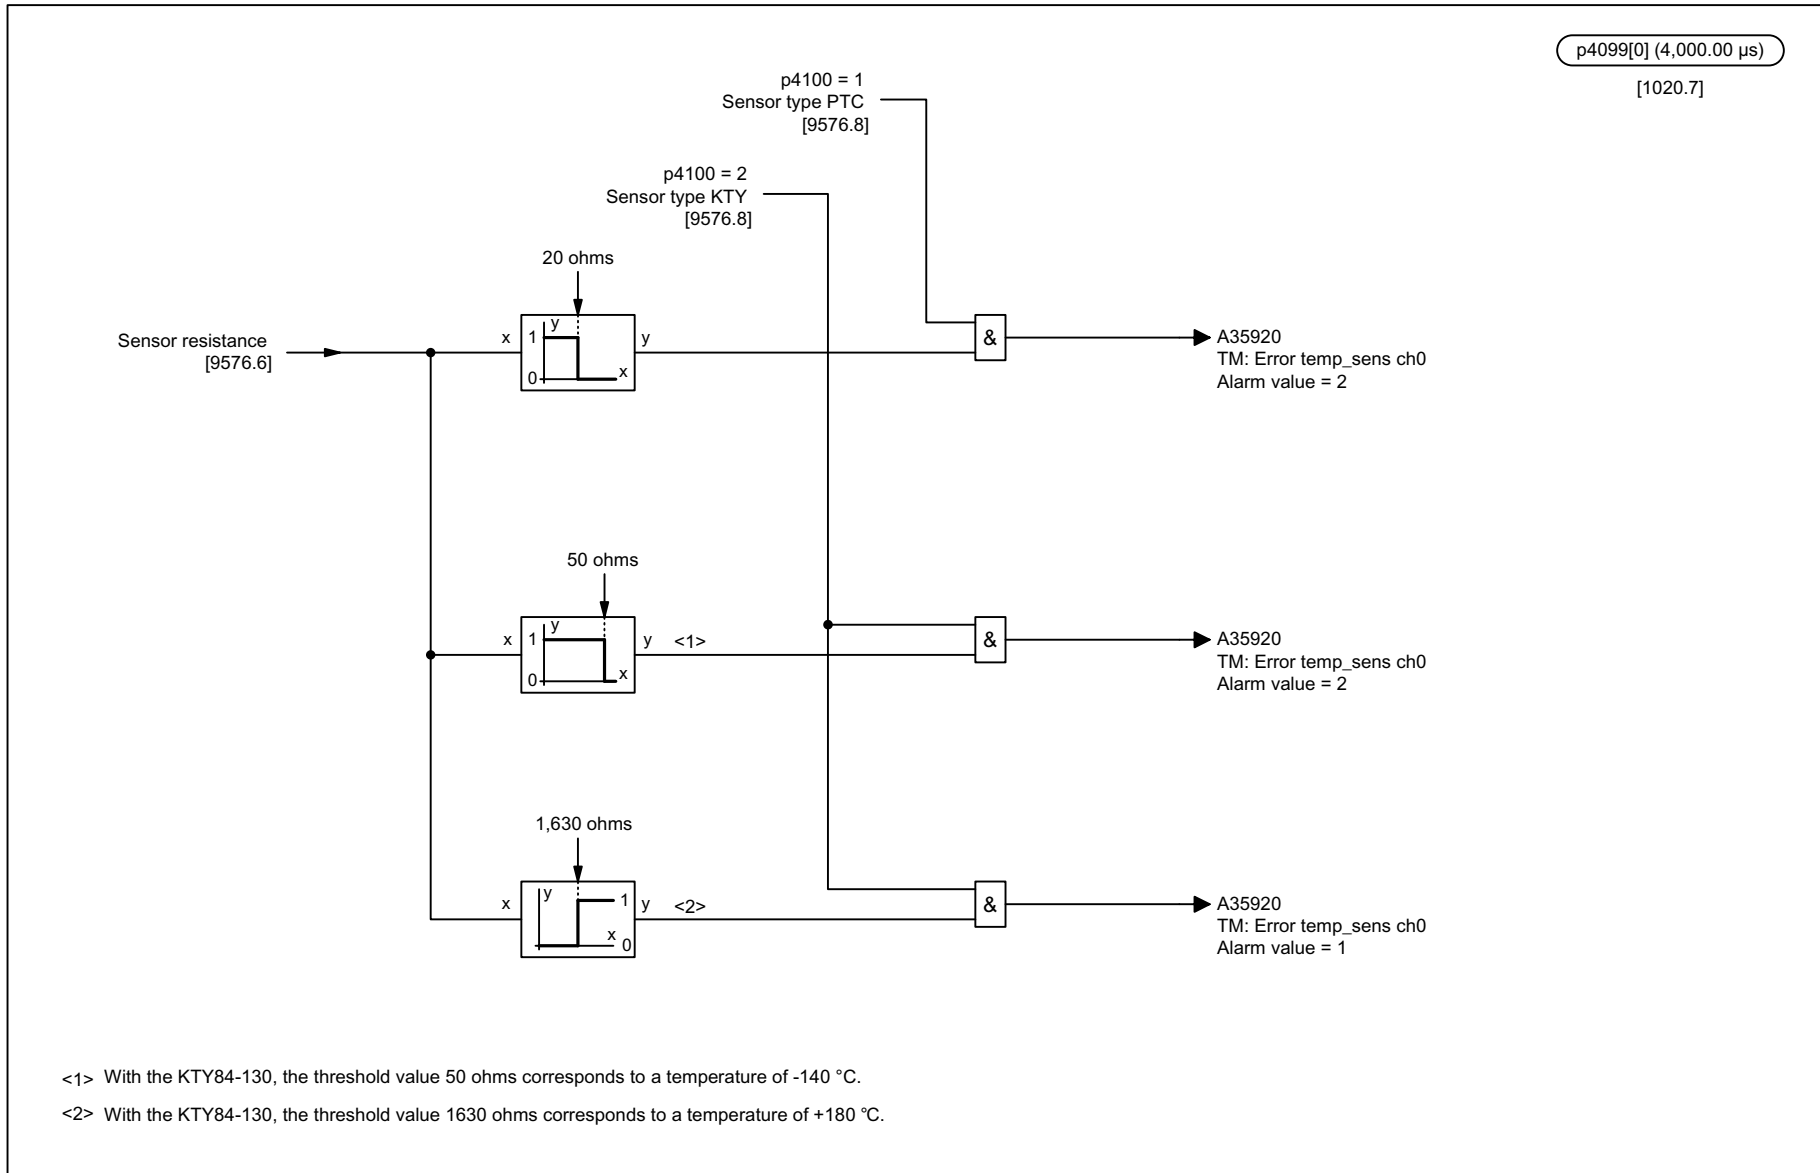 p4099[0] (4,000.00 µs)
[1020.7]
p4100 = 1
Sensor type PTC
[9576.8]
p4100 = 2
Sensor type KTY
[9576.8]
20 ohms
Sensor resistance
[9576.6]
x
1
y
0
x
y
&
A35920
TM: Error temp_sens ch0
Alarm value = 2
50 ohms
x
1
y
0
x
y
<1>
&
A35920
TM: Error temp_sens ch0
Alarm value = 2
1,630 ohms
x
y
1
x
0
y
<2>
&
A35920
TM: Error temp_sens ch0
Alarm value = 1
<1> With the KTY84-130, the threshold value 50 ohms corresponds to a temperature of -140 °C.
<2> With the KTY84-130, the threshold value 1630 ohms corresponds to a temperature of +180 °C.